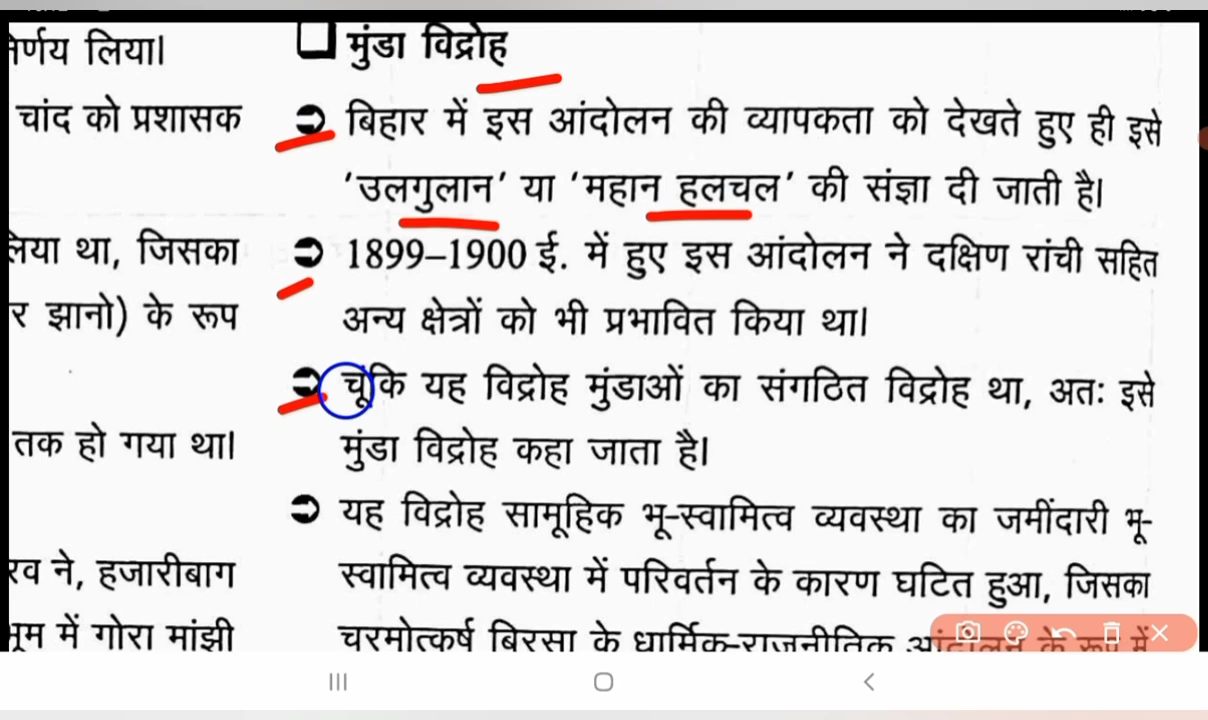 निर्णय लिया।
चांद को प्रशासक
लिया था, जिसका
र झानो) के रूप
तक हो गया था।
रव ने, हजारीबाग
भूम में गोरा मांझी
मुंडा विद्रोह
बिहार में इस आंदोलन की व्यापकता को देखते हुए ही इसे
'उलगुलान' या 'महान हलचल' की संज्ञा दी जाती है।
1899–1900 ई. में हुए इस आंदोलन ने दक्षिण रांची सहित
अन्य क्षेत्रों को भी प्रभावित किया था।
चूंकि यह विद्रोह मुंडाओं का संगठित विद्रोह था, अतः इसे
मुंडा विद्रोह कहा जाता है।
यह विद्रोह सामूहिक भू-स्वामित्व व्यवस्था का जमींदारी भू-
स्वामित्व व्यवस्था में परिवर्तन के कारण घटित हुआ, जिसका
चरमोत्कर्ष बिरसा के धार्मिक-राजनीतिक आंदोलन के रूप में